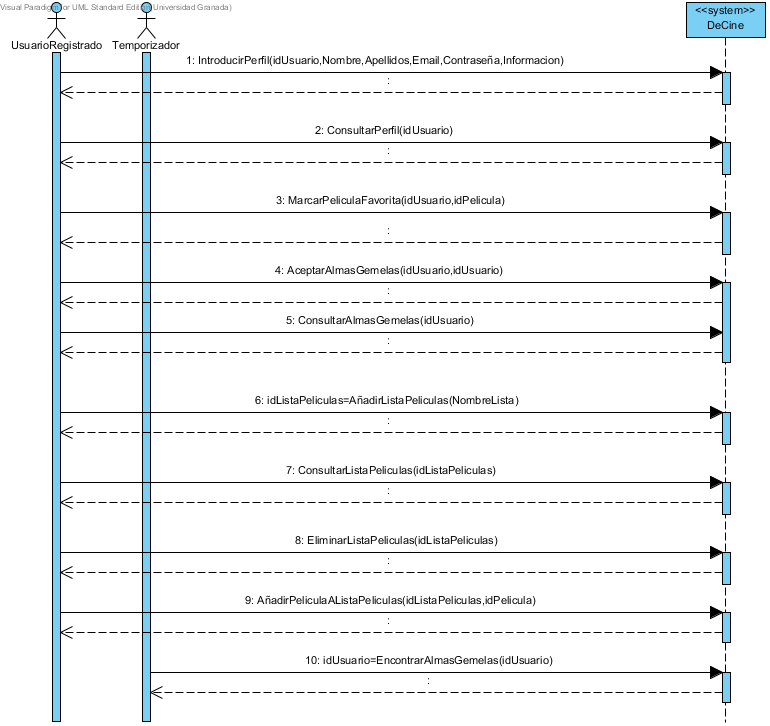 Visual Paradigm for UML Standard Edition(Universidad Granada)
<<system>>
DeCine
UsuarioRegistrado
Temporizador
1: IntroducirPerfil(idUsuario,Nombre,Apellidos,Email,Contraseña,Informacion)
:
2: ConsultarPerfil(idUsuario)
:
3: MarcarPeliculaFavorita(idUsuario,idPelicula)
:
4: AceptarAlmasGemelas(idUsuario,idUsuario)
:
5: ConsultarAlmasGemelas(idUsuario)
:
6: idListaPeliculas=AñadirListaPeliculas(NombreLista)
:
7: ConsultarListaPeliculas(idListaPeliculas)
:
8: EliminarListaPeliculas(idListaPeliculas)
:
9: AñadirPeliculaAListaPeliculas(idListaPeliculas,idPelicula)
:
10: idUsuario=EncontrarAlmasGemelas(idUsuario)
: